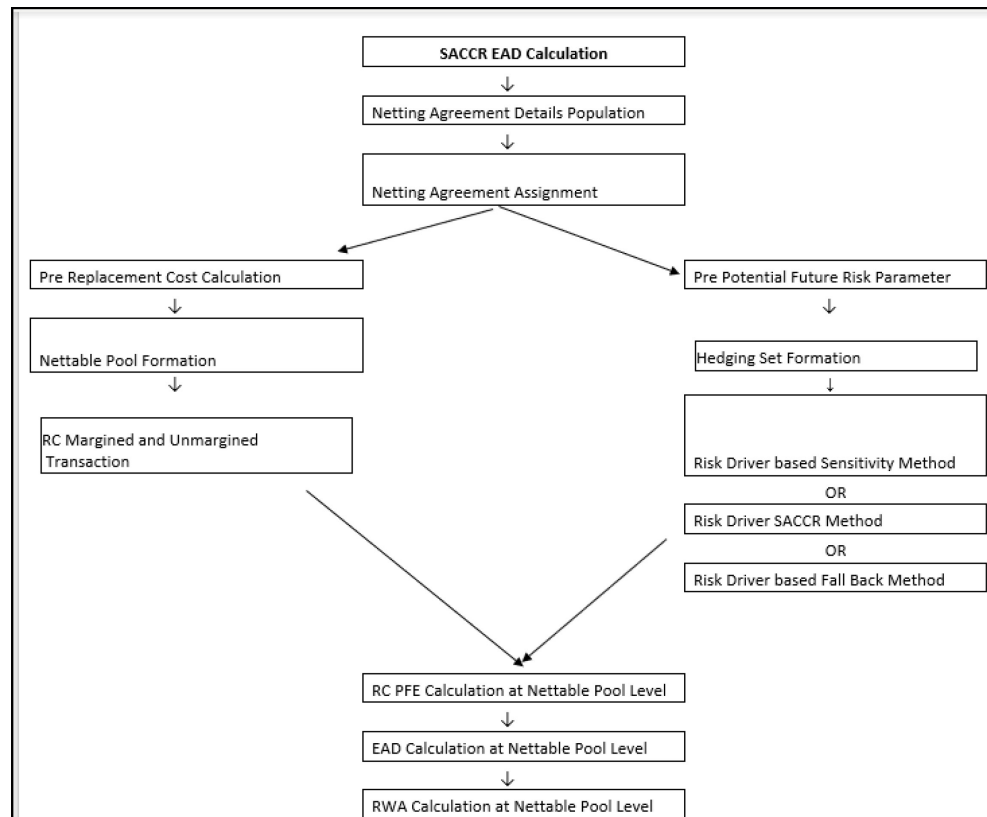 SACCR EAD Calculation
Netting Agreement Details Population
Netting Agreement Assignment
Pre Replacement Cost Calculation
Nettable Pool Formation
RC Margined and Unmargined
Transaction
Pre Potential Future Risk Parameter
Hedging Set Formation
Risk Driver based Sensitivity Method
OR
Risk Driver SACCR Method
OR
Risk Driver based Fall Back Method
RC PFE Calculation at Nettable Pool Level
EAD Calculation at Nettable Pool Level
RWA Calculation at Nettable Pool Level